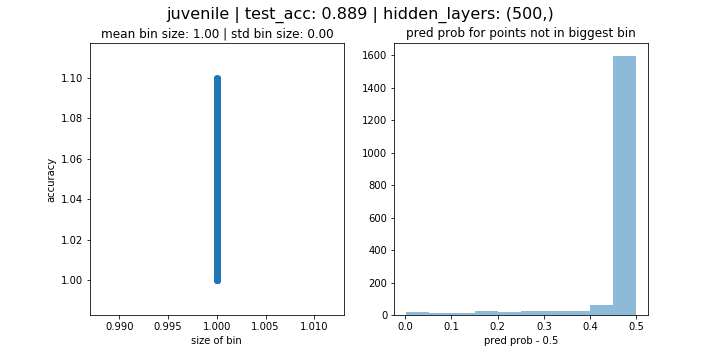 juvenile | test_acc: 0.889 | hidden_layers: (500,)
mean bin size: 1.00 | std bin size: 0.00
pred prob for points not in biggest bin
1.10
1.08
1.06
1.04
1.02
1.00
accuracy
0.990 0.995 1.000 1.005 1.010
size of bin
1600
1400
1200
1000
800
600
400
200
0
0.0 0.1 0.2 0.3 0.4 0.5
pred prob - 0.5